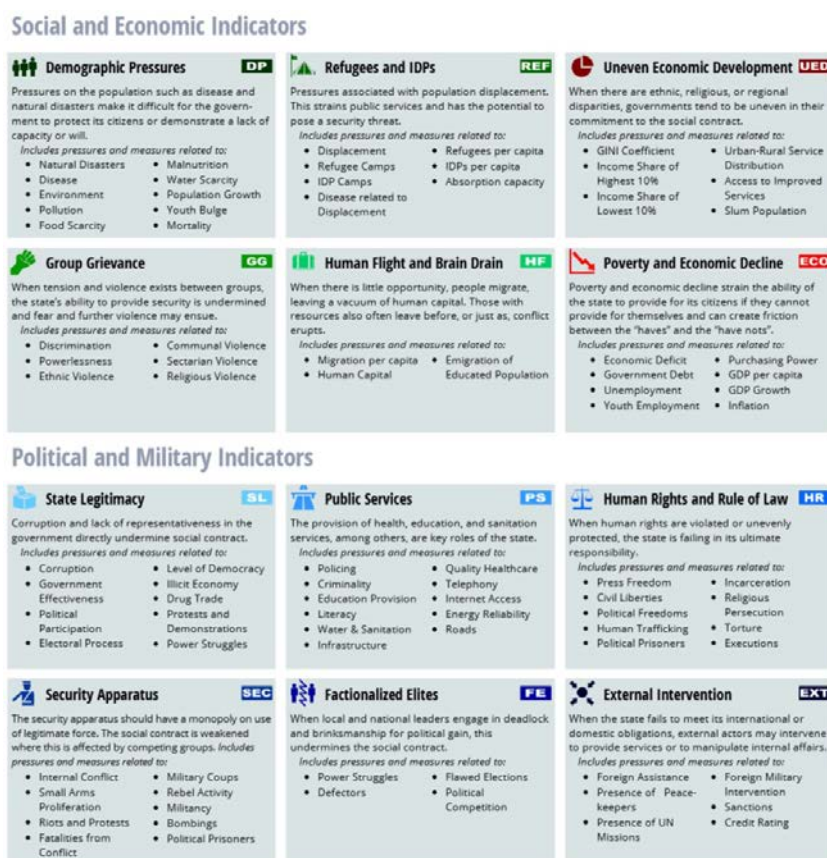 Social and Economic Indicators
Demographic Pressures DP
Pressures on the population such as disease and
natural disasters make it difficult for the govern-
ment to protect its citizens or demonstrate a lack of
capacity or will.
Includes pressures and measures related to:
• Natural Disasters
• Disease
• Environment
• Pollution
• Food Scarcity
• Malnutrition
• Water Scarcity
• Population Growth
• Youth Bulge
• Mortality
Refugees and IDPs REF
Pressures associated with population displacement.
This strains public services and has the potential to
pose a security threat.
Includes pressures and measures related to:
• Displacement
• Refugee Camps
• IDP Camps
• Disease related to
Displacement
• Refugees per capita
• IDPs per capita
• Absorption capacity
Uneven Economic Development UED
When there are ethnic, religious, or regional
disparities, governments tend to be uneven in their
commitment to the social contract.
Includes pressures and measures related to:
• GINI Coefficient
• Income Share of
Highest 10%
• Income Share of
Lowest 10%
• Urban-Rural Service
Distribution
• Access to Improved
Services
• Slum Population
Group Grievance GG
When tension and violence exists between groups,
the state's ability to provide security is undermined
and fear and further violence may ensue.
Includes pressures and measures related to:
• Discrimination
• Powerlessness
• Ethnic Violence
• Communal Violence
• Sectarian Violence
• Religious Violence
Human Flight and Brain Drain HF
When there is little opportunity, people migrate,
leaving a vacuum of human capital. Those with
resources also often leave before, or just as, conflict
erupts.
Includes pressures and measures related to:
• Migration per capita
• Human Capital
• Emigration of
Educated Population
Poverty and Economic Decline ECO
Poverty and economic decline strain the ability of
the state to provide for its citizens if they cannot
provide for themselves and can create friction
between the "haves" and the "have nots".
Includes pressures and measures related to:
• Economic Deficit
• Government Debt
• Unemployment
• Youth Employment
• Purchasing Power
• GDP per capita
• GDP Growth
• Inflation
Political and Military Indicators
State Legitimacy SL
Corruption and lack of representativeness in the
government directly undermine social contract.
Includes pressures and measures related to:
• Corruption
• Government
Effectiveness
• Political
Participation
• Electoral Process
• Level of Democracy
• Illicit Economy
• Drug Trade
• Protests and
Demonstrations
• Power Struggles
Public Services PS
The provision of health, education, and sanitation
services, among others, are key roles of the state.
Includes pressures and measures related to:
• Policing
• Criminality
• Education Provision
• Literacy
• Water & Sanitation
• Infrastructure
• Quality Healthcare
• Telephony
• Internet Access
• Energy Reliability
• Roads
Human Rights and Rule of Law HR
When human rights are violated or unevenly
protected, the state is failing in its ultimate
responsibility.
Includes pressures and measures related to:
• Press Freedom
• Civil Liberties
• Political Freedoms
• Human Trafficking
• Political Prisoners
• Incarceration
• Religious
Persecution
• Torture
• Executions
Security Apparatus SEC
The security apparatus should have a monopoly on use
of legitimate force. The social contract is weakened
where this is affected by competing groups. Includes
pressures and measures related to:
• Internal Conflict
• Small Arms
Proliferation
• Riots and Protests
• Fatalities from
Conflict
• Military Coups
• Rebel Activity
• Militancy
• Bombings
• Political Prisoners
Factionalized Elites FE
When local and national leaders engage in deadlock
and brinksmanship for political gain, this
undermines the social contract.
Includes pressures and measures related to:
• Power Struggles
• Defectors
• Flawed Elections
• Political
Competition
External Intervention EXT
When the state fails to meet its international or
domestic obligations, external actors may intervene
to provide services or to manipulate internal affairs.
Includes pressures and measures related to:
• Foreign Assistance
• Presence of Peace-
keepers
• Presence of UN
Missions
• Foreign Military
Intervention
• Sanctions
• Credit Rating